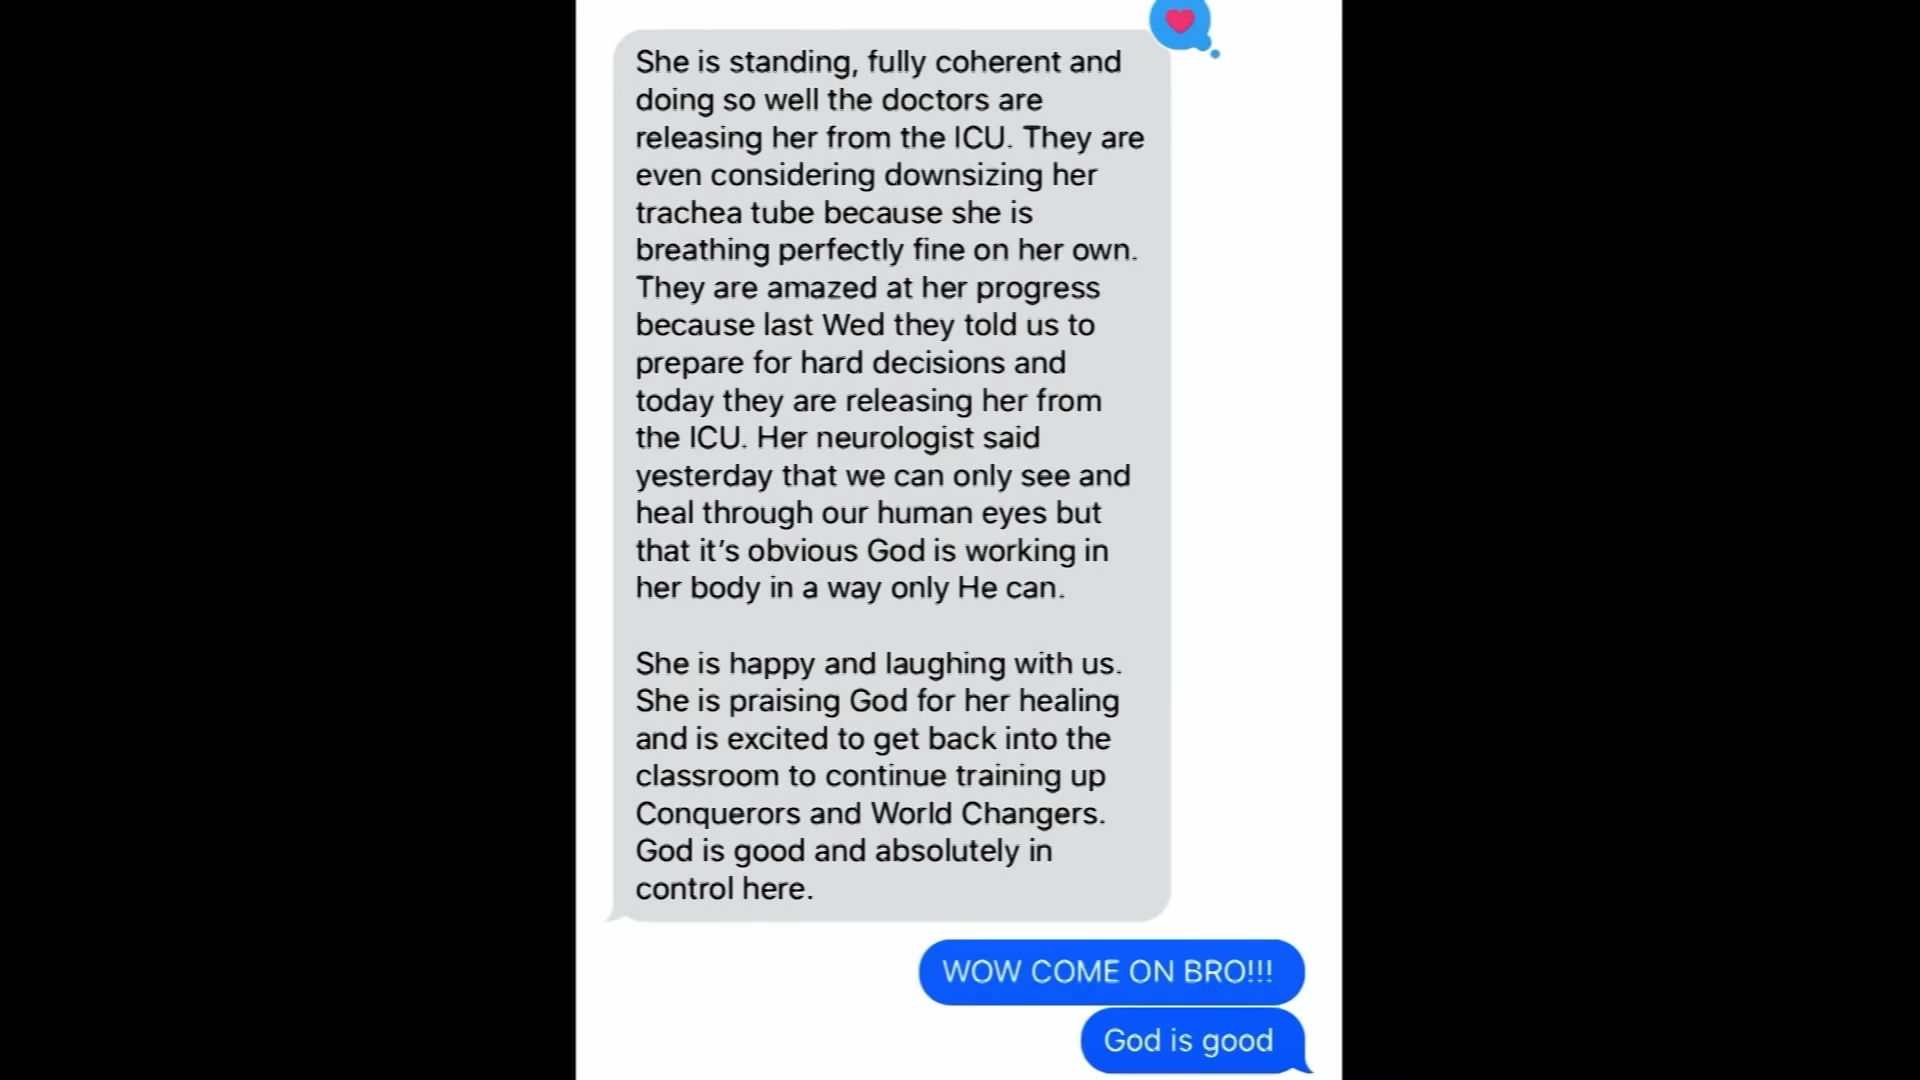 She is standing, fully coherent and
doing so well the doctors are
releasing her from the ICU. They are
even considering downsizing her
trachea tube because she is
breathing perfectly fine on her own.
They are amazed at her progress
because last Wed they told us to
prepare for hard decisions and
today they are releasing her from
the ICU. Her neurologist said
yesterday that we can only see and
heal through our human eyes but
that it’s obvious God is working in
her body in a way only He can.
She is happy and laughing with us.
She is praising God for her healing
and is excited to get back into the
classroom to continue training up
Conquerors and World Changers.
God is good and absolutely in
control here.
WOW COME ON BRO!!!
God is good